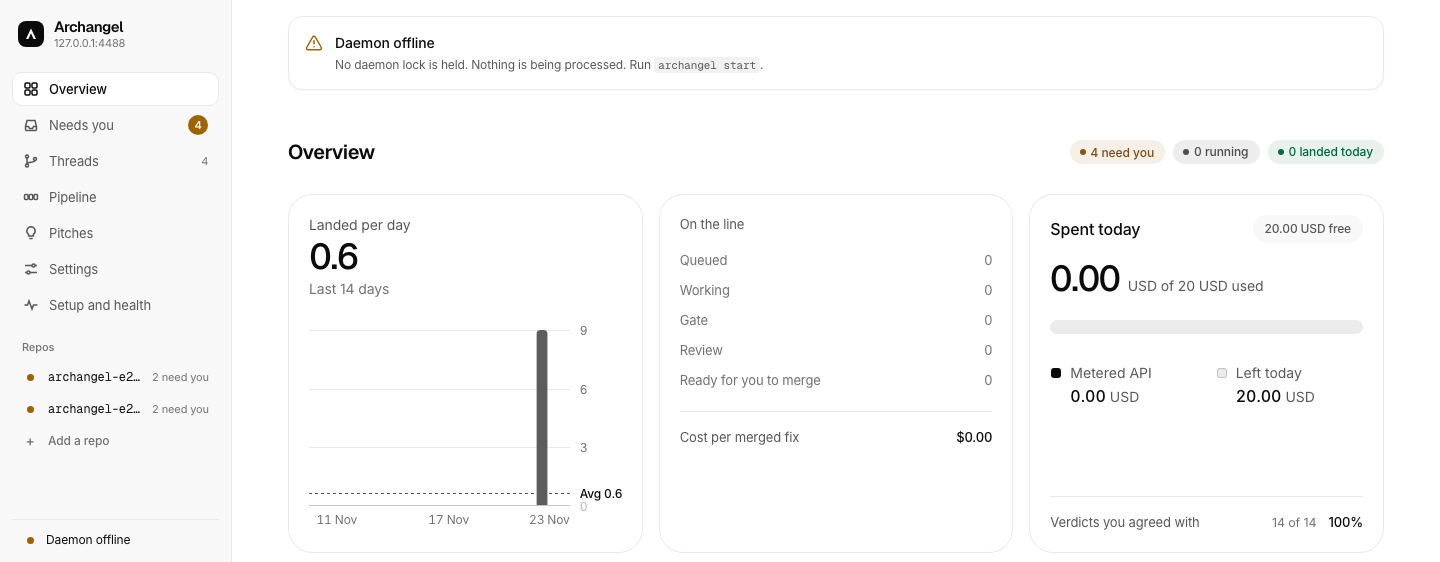 Archangel
127.0.0.1:4488
Overview
Needs you 4
Threads 4
Pipeline
Pitches
Settings
Setup and health
Repos
archangel-e2… 2 need you
archangel-e2… 2 need you
+ Add a repo
Daemon offline
Daemon offline
No daemon lock is held. Nothing is being processed. Run archangel start.
Overview
4 need you 0 running 0 landed today
Landed per day
0.6
Last 14 days
9
6
3
Avg 0.6
0
11 Nov 17 Nov 23 Nov
On the line
Queued 0
Working 0
Gate 0
Review 0
Ready for you to merge 0
Cost per merged fix $0.00
Spent today 20.00 USD free
0.00 USD of 20 USD used
Metered API Left today
0.00 USD 20.00 USD
Verdicts you agreed with 14 of 14 100%